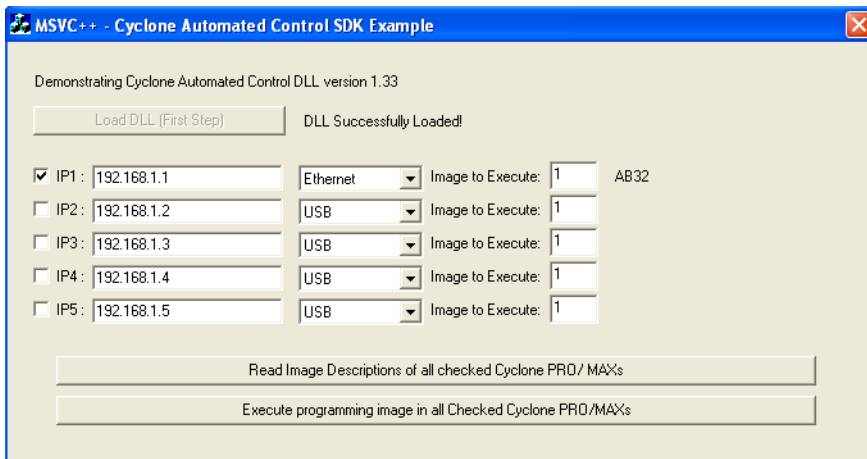 MSVC++ - Cyclone Automated Control SDK Example
Demonstrating Cyclone Automated Control DLL version 1.33
Load DLL (First Step) DLL Successfully Loaded!
IP1 : 192.168.1.1 Ethernet Image to Execute: 1 AB32
IP2 : 192.168.1.2 USB Image to Execute: 1
IP3 : 192.168.1.3 USB Image to Execute: 1
IP4 : 192.168.1.4 USB Image to Execute: 1
IP5 : 192.168.1.5 USB Image to Execute: 1
Read Image Descriptions of all checked Cyclone PRO/ MAXs
Execute programming image in all Checked Cyclone PRO/MAXs